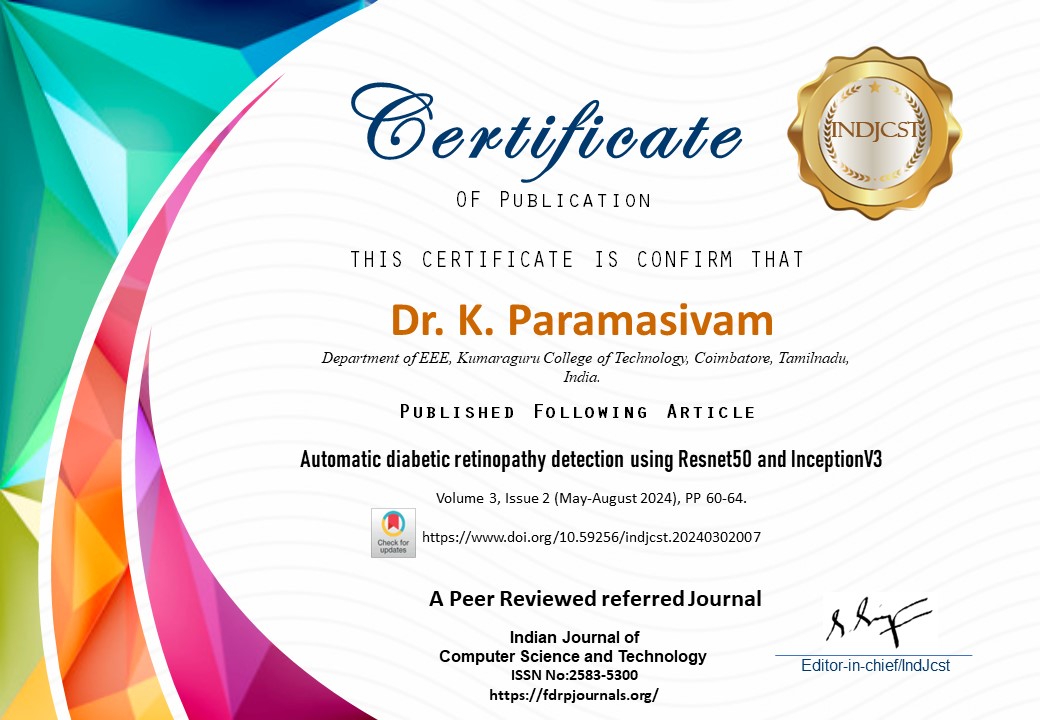 Certificate
OF PUBLICATION
INDJCST
THIS CERTIFICATE IS CONFIRM THAT
Dr. K. Paramasivam
Department of EEE, Kumaraguru College of Technology, Coimbatore, Tamilnadu,
India.
PUBLISHED FOLLOWING ARTICLE
Automatic diabetic retinopathy detection using Resnet50 and InceptionV3
Volume 3, Issue 2 (May-August 2024), PP 60-64.
Check for
updates
https://www.doi.org/10.59256/indjcst.20240302007
A Peer Reviewed referred Journal
Indian Journal of
Computer Science and Technology
ISSN No:2583-5300
https://fdrpjournals.org/
Editor-in-chief/IndJcst